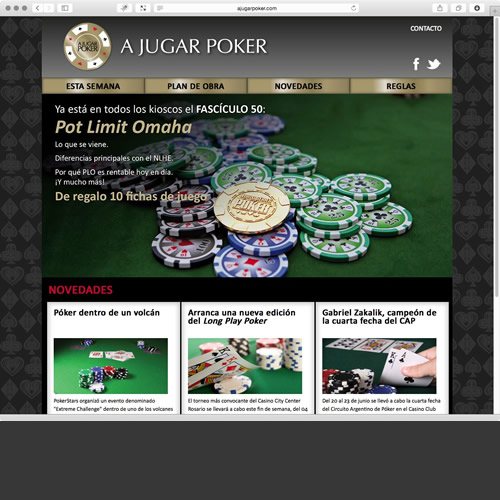 ajugarpoker.com
CONTACTO
A JUGAR
POKER
A JUGAR POKER
ESTA SEMANA
PLAN DE OBRA
NOVEDADES
REGLAS
Ya está en todos los kioscos el FASCÍCULO 50:
Pot Limit Omaha
Lo que se viene.
Diferencias principales con el NLHE.
Por qué PLO es rentable hoy en día.
¡Y mucho más!
De regalo 10 fichas de juego
POKER
NOVEDADES
Póker dentro de un volcán
PokerStars organizó un evento denominado
"Extreme Challenge" dentro de uno de los volcanes
Arranca una nueva edición
del Long Play Poker
El torneo más convocante del Casino City Center
Rosario se llevará a cabo este fin de semana, del 04
Gabriel Zakalik, campeón de
la cuarta fecha del CAP
Del 20 al 23 de junio se llevó a cabo la cuarta fecha
del Circuito Argentino de Póker en el Casino Club